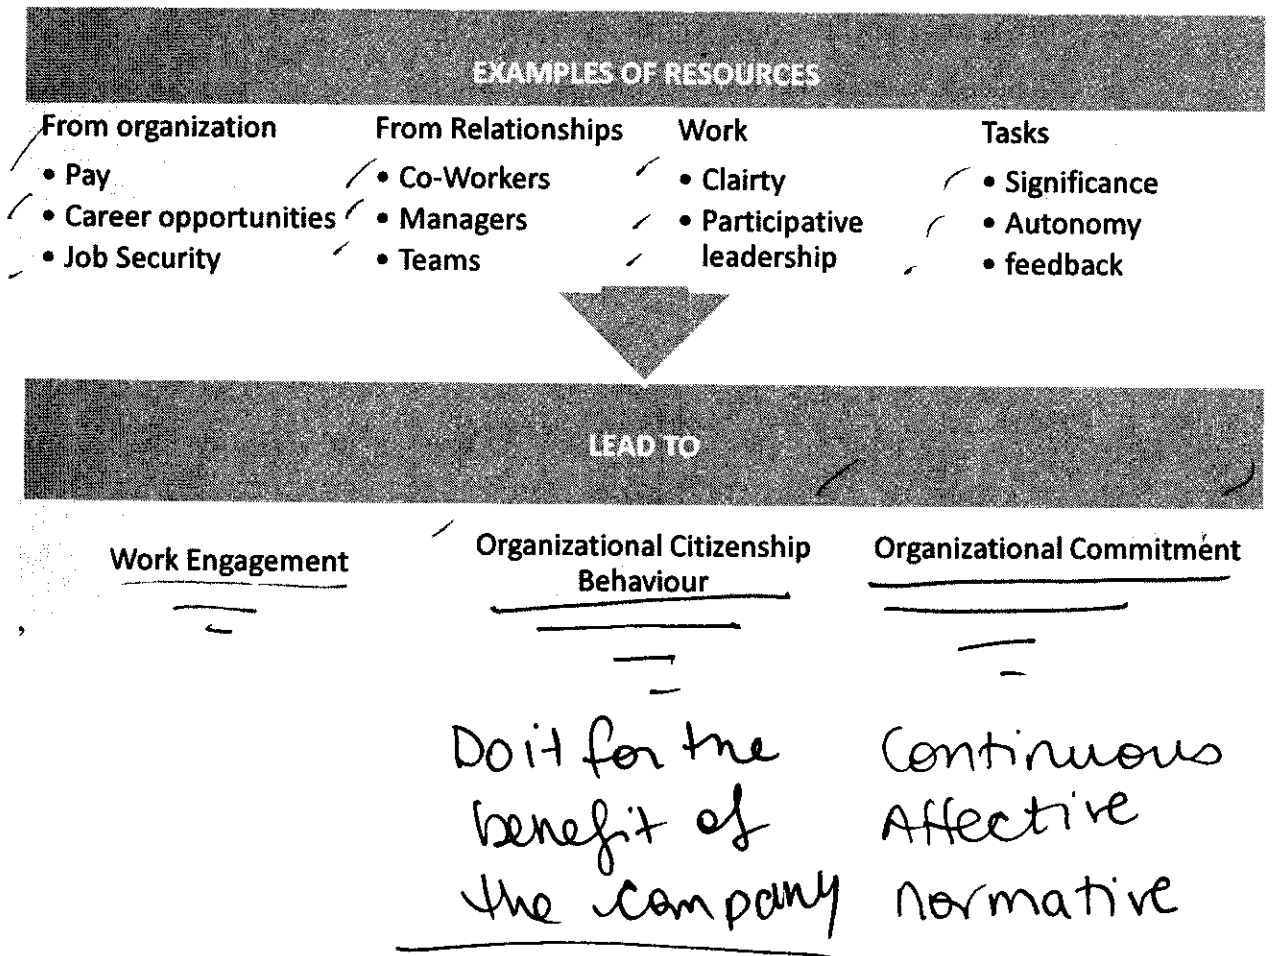 EXAMPLES OF RESOURCES
From organization
• Pay
• Career opportunities
• Job Security
From Relationships
• Co-Workers
• Managers
• Teams
Work
• Clairty
• Participative
leadership
Tasks
• Significance
• Autonomy
• feedback
LEAD TO
Work Engagement
Organizational Citizenship
Behaviour
Organizational Commitment
Do it for the
benefit of
the company
Continuous
Affective
normative